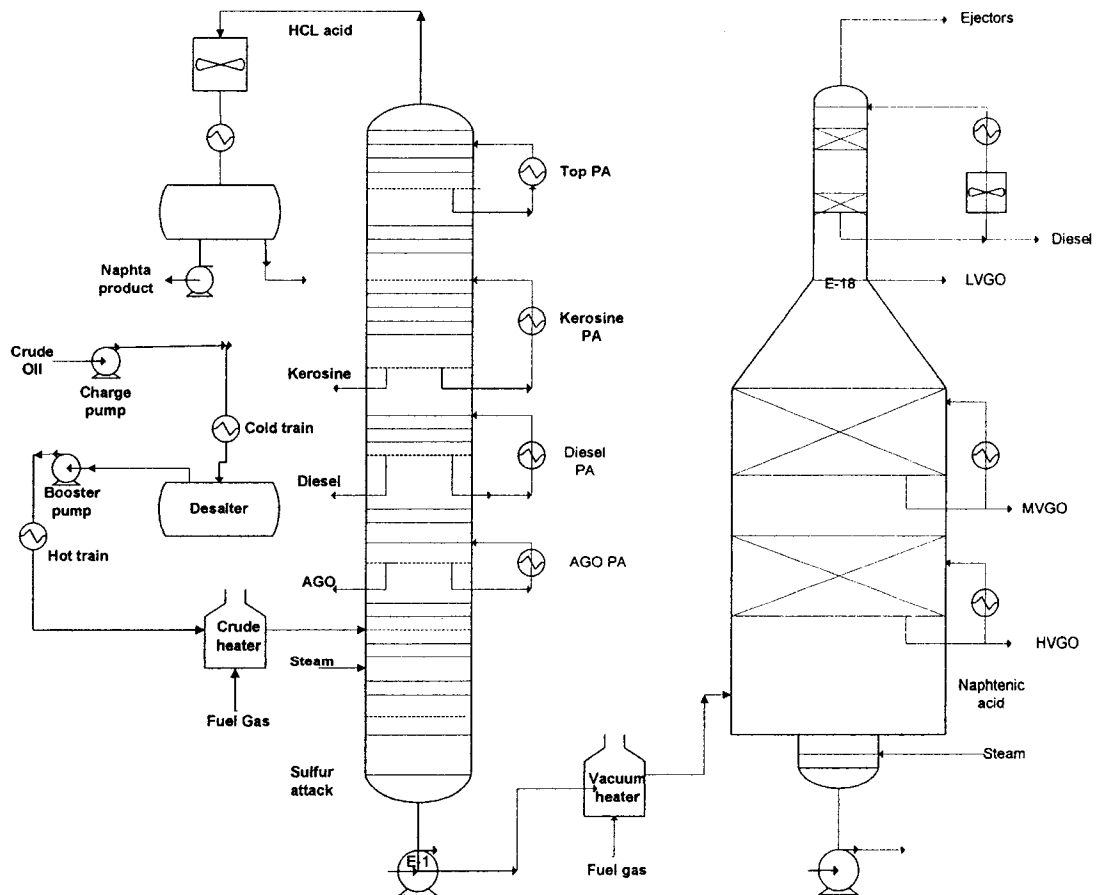 Ejectors
HCL acid
Top PA
Diesel
Naphta
product
E-18
LVGO
Kerosine
PA
Crude
OIl
Charge
pump
Kerosine
Cold train
Diesel
PA
Diesel
Booster
pump
Desalter
MVGO
Hot train
AGO PA
AGO
Crude
heater
HVGO
Steam
Naphtenic
acid
Fuel Gas
Steam
Sulfur
attack
Vacuum
heater
E-1
Fuel gas